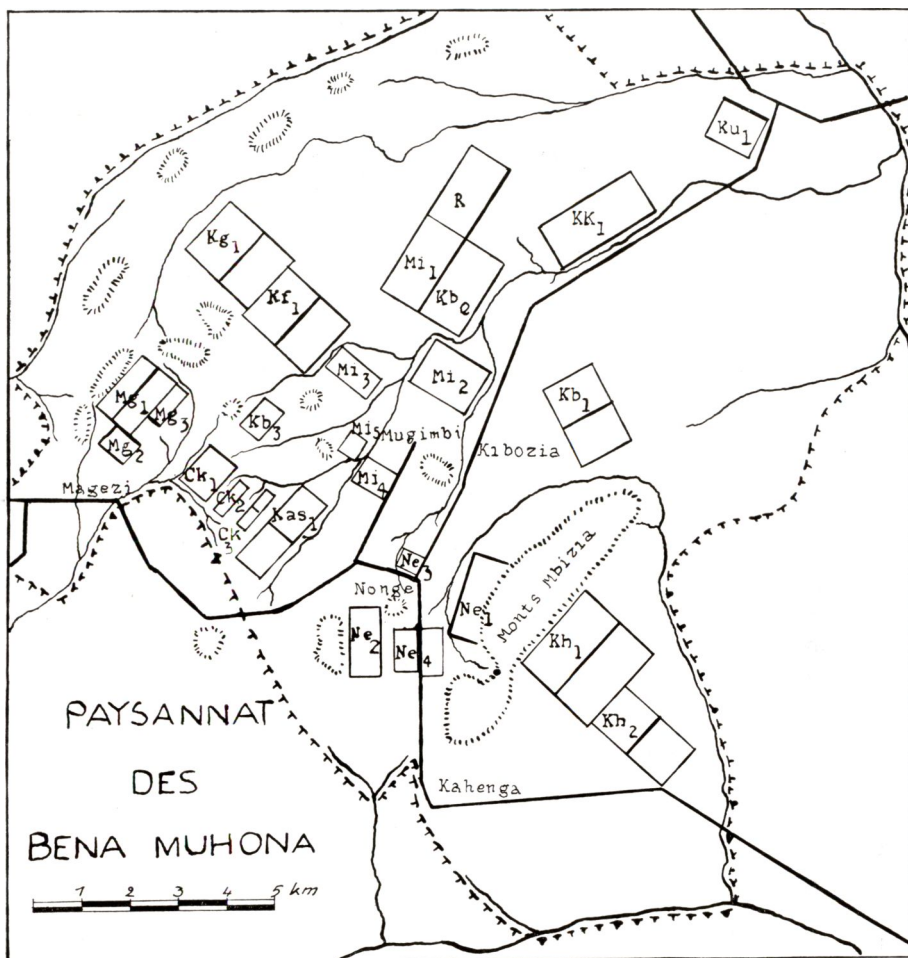 Ku1
R
KK1
Kg1
Mi1
Kbo
Kf1
Mi3
Mi2
Mg1
Mg3
Kb3
Kb1
Mi5
Mugimbi
Kibozia
Mg2
Ck1
Mi4
Magezi
Ck2
Kas1
Ck3
Ne3
Nonge
Ne1
Monts Mbizia
Ne2
Ne4
Kh1
Kh2
PAYSANNAT
DES
Kahenga
BENA MUHONA
1 2 3 4 5 km